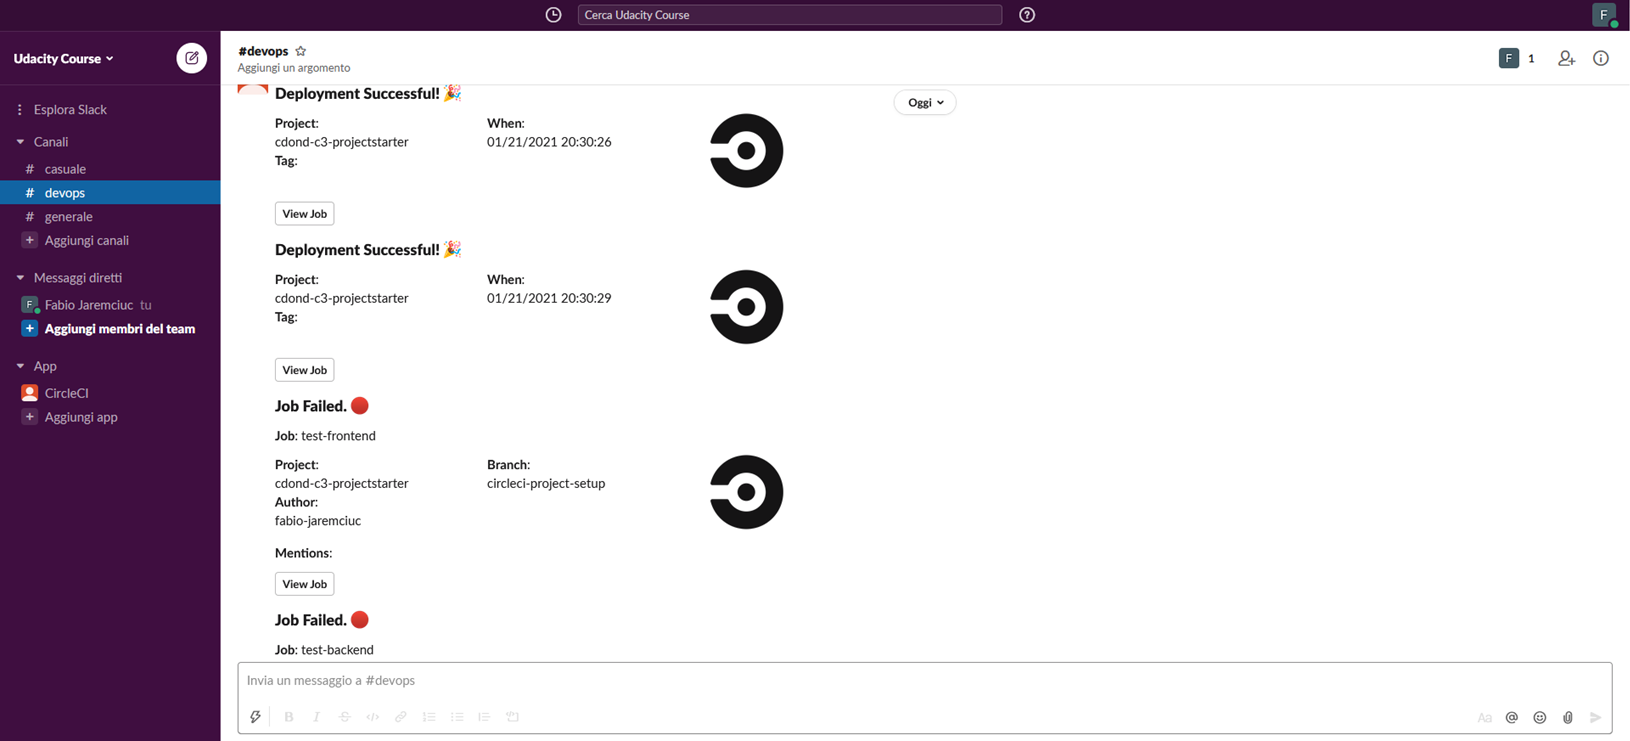 Cerca Udacity Course
F
Udacity Course
#devops
Aggiungi un argomento
F 1
Esplora Slack
Canali
# casuale
# devops
# generale
+ Aggiungi canali
Messaggi diretti
F Fabio Jaremciuc tu
+ Aggiungi membri del team
App
CircleCI
+ Aggiungi app
Oggi
Deployment Successful! 🎉
Project: When:
cdond-c3-projectstarter 01/21/2021 20:30:26
Tag:
View Job
Deployment Successful! 🎉
Project: When:
cdond-c3-projectstarter 01/21/2021 20:30:29
Tag:
View Job
Job Failed. 🔴
Job: test-frontend
Project: Branch:
cdond-c3-projectstarter circleci-project-setup
Author:
fabio-jaremciuc
Mentions:
View Job
Job Failed. 🔴
Job: test-backend
Invia un messaggio a #devops
B I S </> Aa @